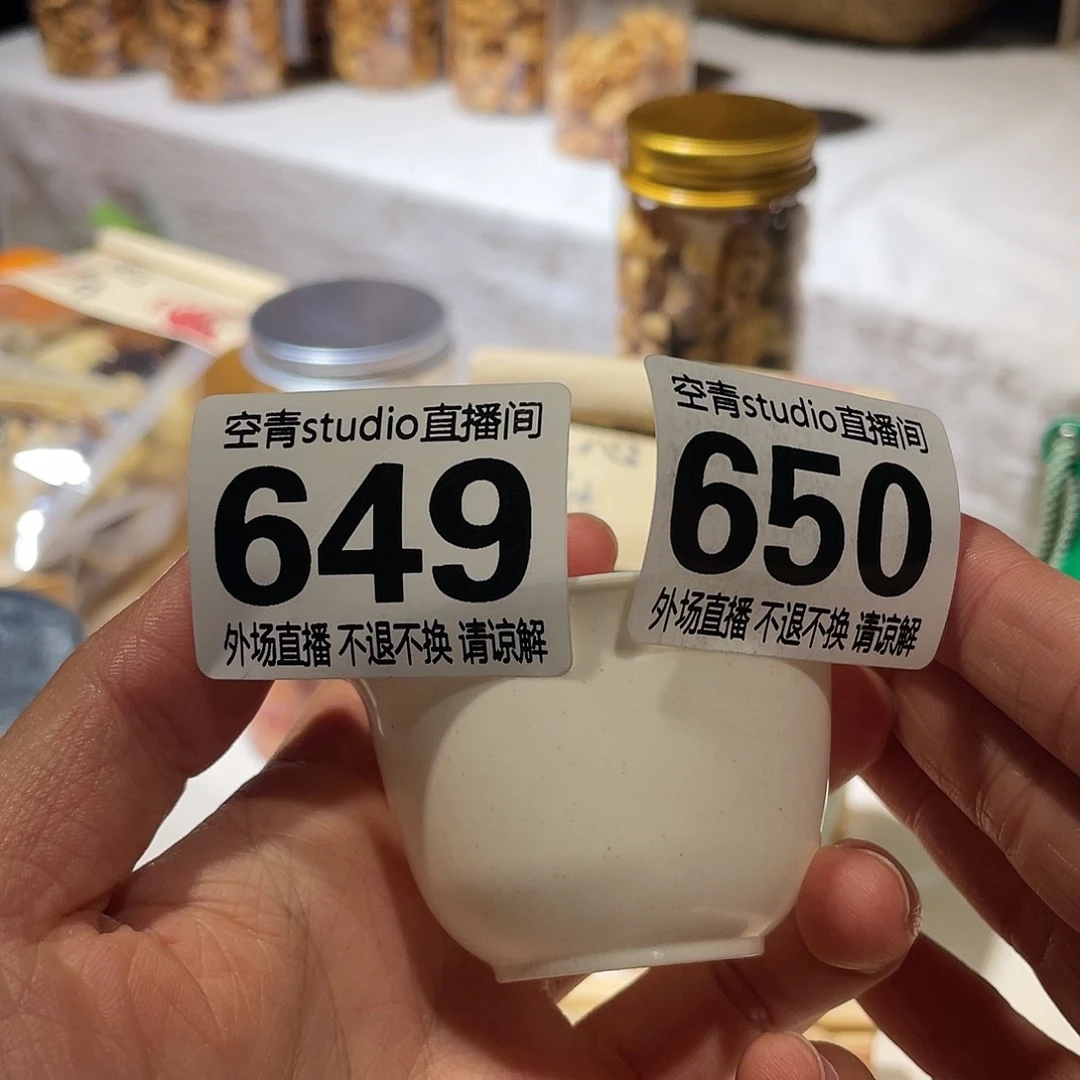 空青studio直播间
649
外场直播 不退不换 请谅解
空青studio直播间
650
外场直播 不退不换 请谅解